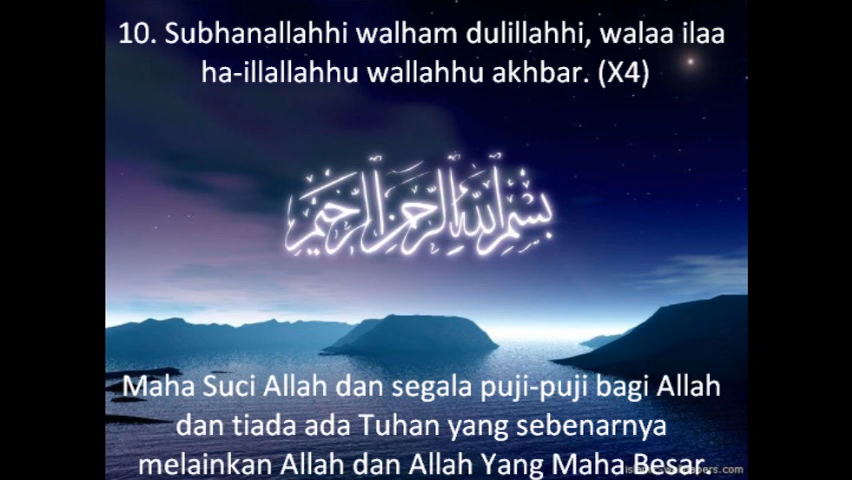 10. Subhanallahhi walham dulillahhi, walaa ilaa
ha-illallahhu wallahhu akhbar. (X4)
بسم الله الرحمن الرحيم
Maha Suci Allah dan segala puji-puji bagi Allah
dan tiada ada Tuhan yang sebenarnya
melainkan Allah dan Allah Yang Maha Besar.